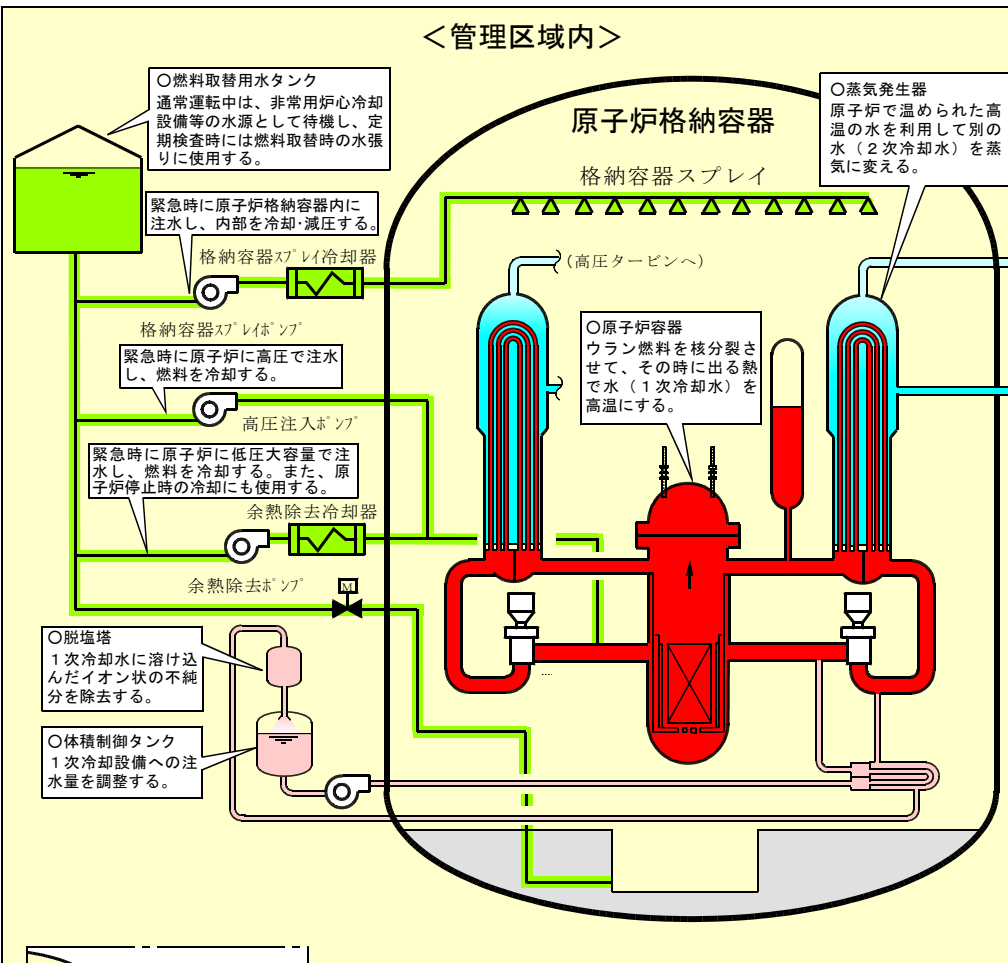 ＜管理区域内＞
○燃料取替用水タンク
通常運転中は、非常用炉心冷却
設備等の水源として待機し、定
期検査時には燃料取替時の水張
りに使用する。
原子炉格納容器
○蒸気発生器
原子炉で温められた高
温の水を利用して別の
水（２次冷却水）を蒸
気に変える。
格納容器スプレイ
緊急時に原子炉格納容器内に
注水し、内部を冷却･減圧する。
格納容器ｽﾌﾟﾚｲ冷却器
(高圧タービンへ)
格納容器ｽﾌﾟﾚｲﾎﾟﾝﾌﾟ
○原子炉容器
ウラン燃料を核分裂さ
せて、その時に出る熱
で水（１次冷却水）を
高温にする。
緊急時に原子炉に高圧で注水
し、燃料を冷却する。
高圧注入ﾎﾟﾝﾌﾟ
緊急時に原子炉に低圧大容量で注
水し、燃料を冷却する。また、原
子炉停止時の冷却にも使用する。
余熱除去冷却器
余熱除去ﾎﾟﾝﾌﾟ
M
○脱塩塔
１次冷却水に溶け込
んだイオン状の不純
分を除去する。
○体積制御タンク
１次冷却設備への注
水量を調整する。